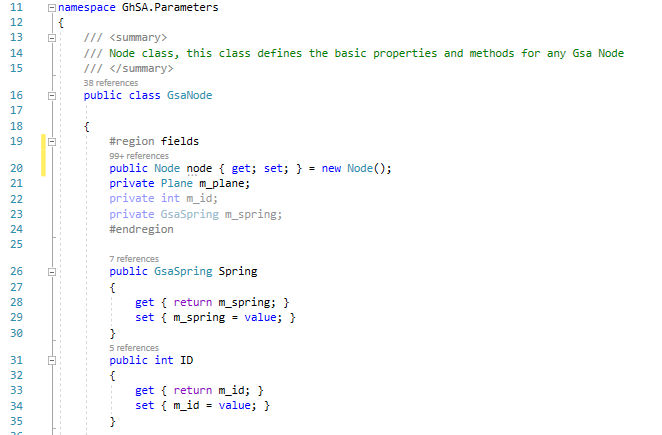 11 namespace GhSA.Parameters
12 {
13 /// <summary>
14 /// Node class, this class defines the basic properties and methods for any Gsa Node
15 /// </summary>
38 references
16 public class GsaNode
17
18 {
19 #region fields
99+ references
20 public Node node { get; set; } = new Node();
21 private Plane m_plane;
22 private int m_id;
23 private GsaSpring m_spring;
24 #endregion
25
7 references
26 public GsaSpring Spring
27 {
28 get { return m_spring; }
29 set { m_spring = value; }
30 }
5 references
31 public int ID
32 {
33 get { return m_id; }
34 set { m_id = value; }
35 }